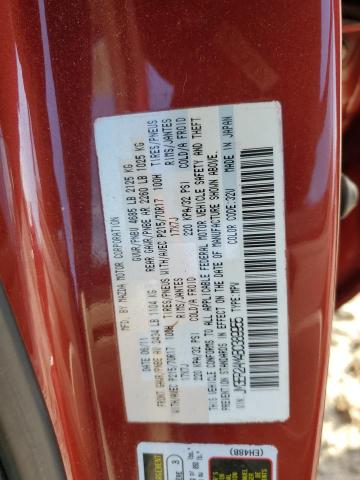 MFD. BY MAZDA MOTOR CORPORATION
DATE: 06/11 GVWR/PNBV 4685 LB 2125 KG
FRONT GAWR/PNBE AV 2434 LB 1104 KG REAR GAWR/PNBE AR 2260 LB 1025 KG
WITH/AVEC P215/70R17 100H TIRES/PNEUS WITH/AVEC P215/70R17 100H TIRES/PNEUS
17X7J RIMS/JANTES 17X7J RIMS/JANTES
220 KPA/32 PSI COLD/A FROID 220 KPA/32 PSI COLD/A FROID
THIS VEHICLE CONFORMS TO ALL APPLICABLE FEDERAL MOTOR VEHICLE SAFETY AND THEFT
PREVENTION STANDARDS IN EFFECT ON THE DATE OF MANUFACTURE SHOWN ABOVE.
TYPE:MPV COLOR CODE:32V MADE IN JAPAN
(EH48B)